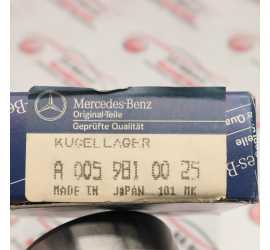 Mercedes-Benz
Original-Teile
Geprüfte Qualität
KUGELLAGER
A 005 981 00 25
MADE IN JAPAN 101 MK